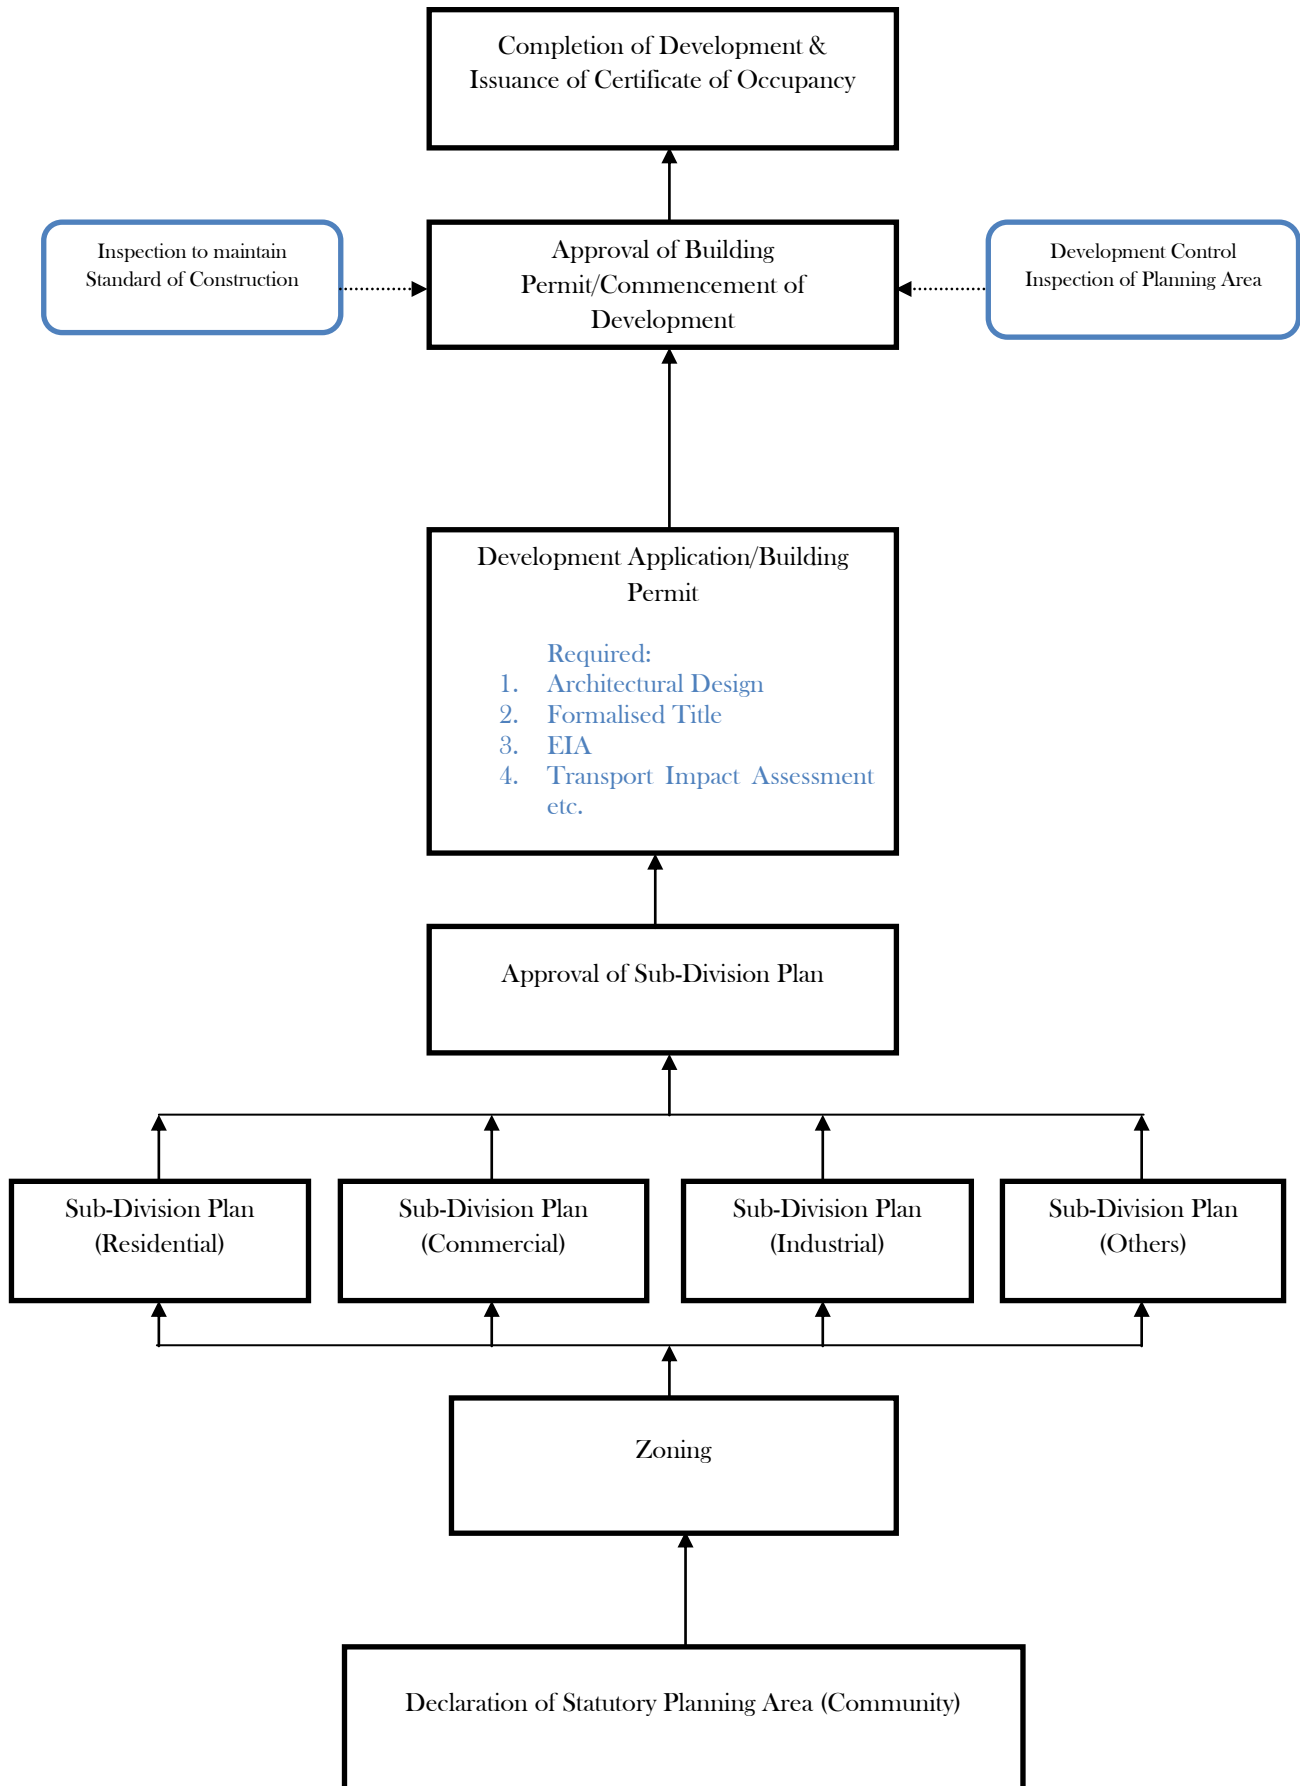 Completion of Development &
Issuance of Certificate of Occupancy
Inspection to maintain
Standard of Construction
Approval of Building
Permit/Commencement of
Development
Development Control
Inspection of Planning Area
Development Application/Building
Permit
Required:
1. Architectural Design
2. Formalised Title
3. EIA
4. Transport Impact Assessment
etc.
Approval of Sub-Division Plan
Sub-Division Plan
(Residential)
Sub-Division Plan
(Commercial)
Sub-Division Plan
(Industrial)
Sub-Division Plan
(Others)
Zoning
Declaration of Statutory Planning Area (Community)